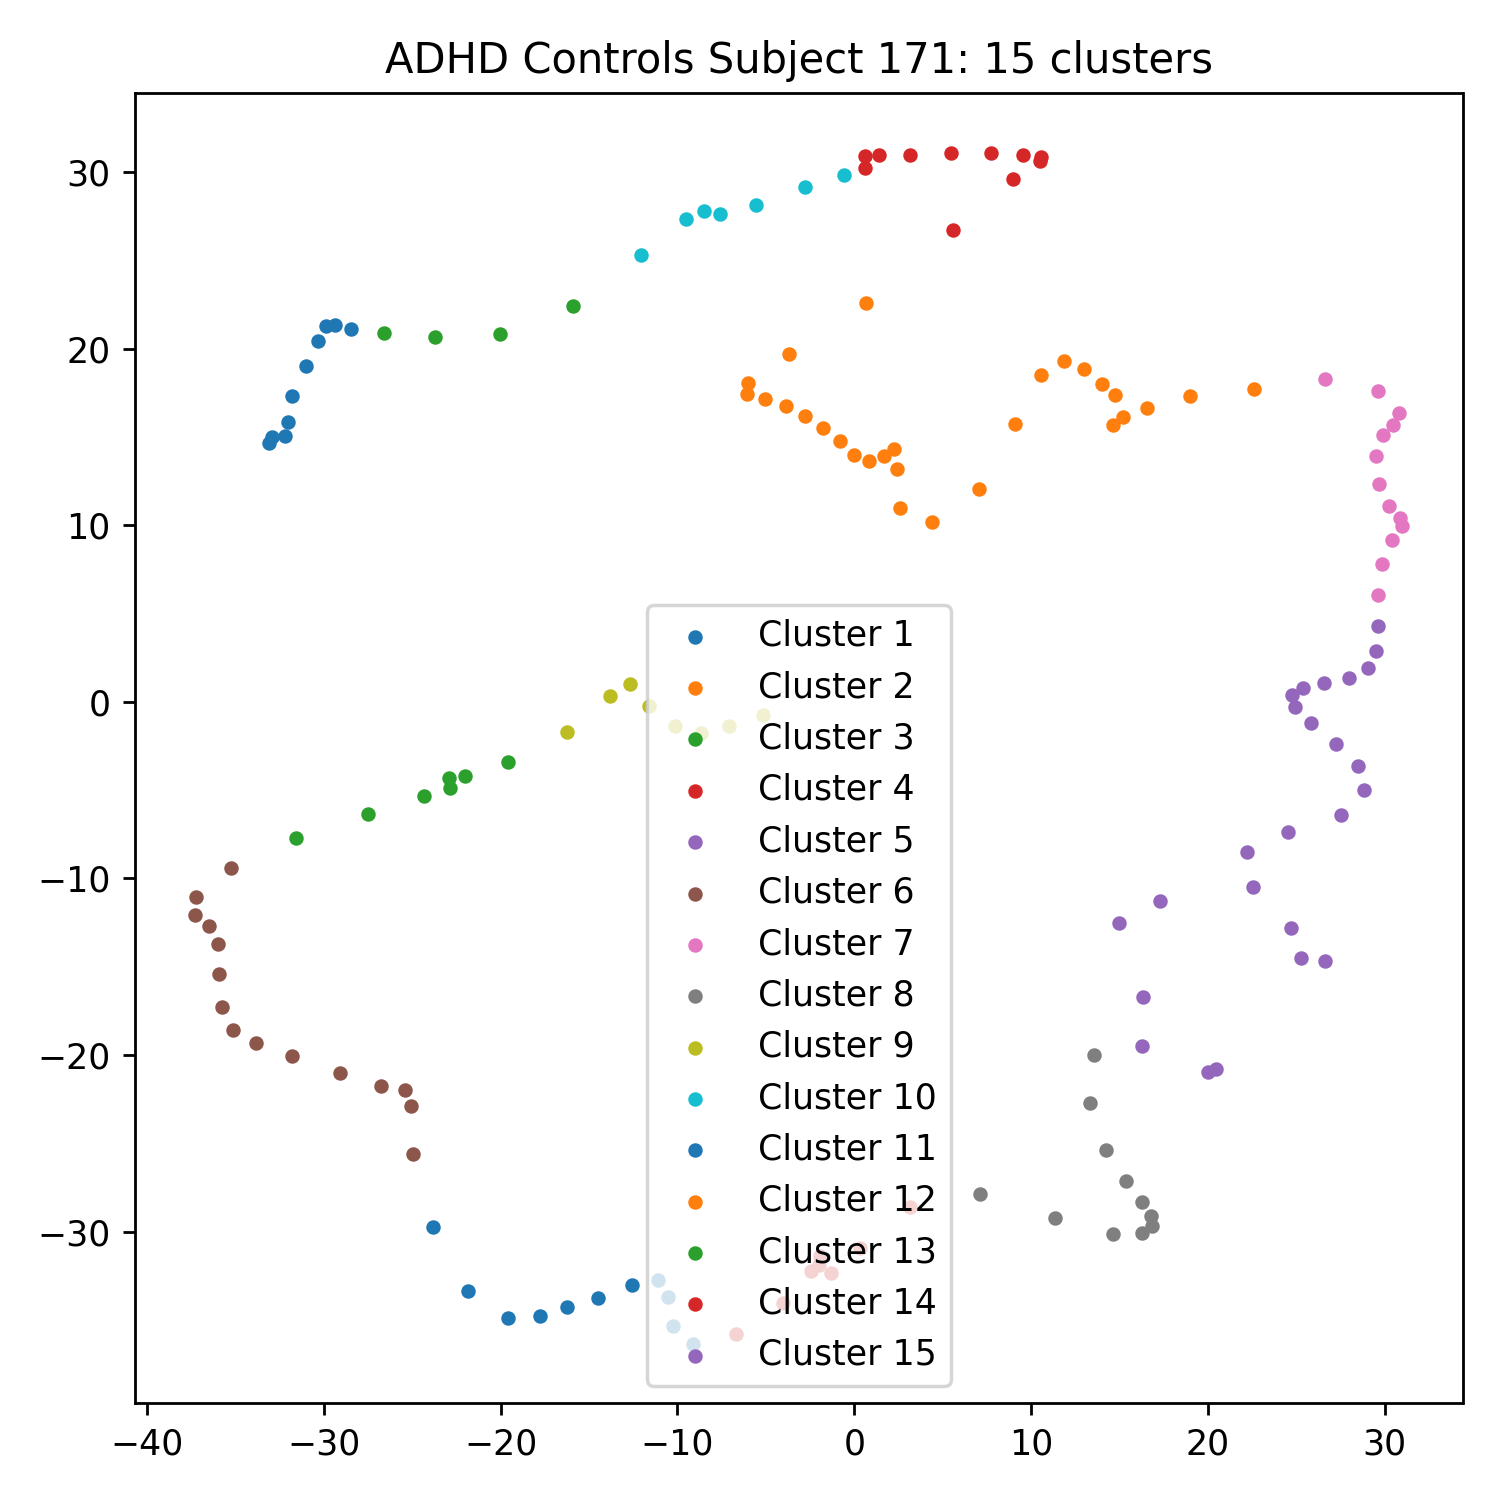 ADHD Controls Subject 171: 15 clusters
30
20
10
0
−10
−20
−30
Cluster 1
Cluster 2
Cluster 3
Cluster 4
Cluster 5
Cluster 6
Cluster 7
Cluster 8
Cluster 9
Cluster 10
Cluster 11
Cluster 12
Cluster 13
Cluster 14
Cluster 15
−40 −30 −20 −10 0 10 20 30